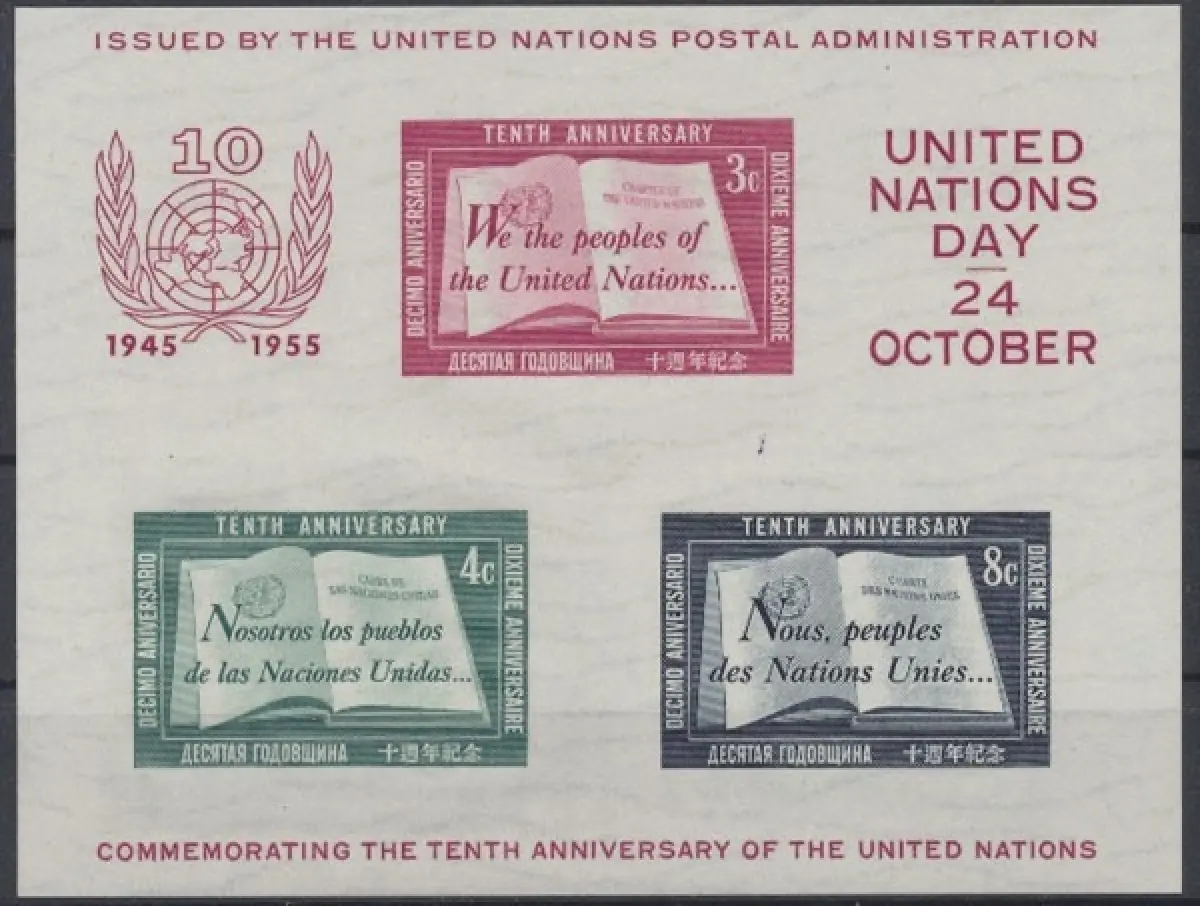 ISSUED BY THE UNITED NATIONS POSTAL ADMINISTRATION
10
1945 1955
TENTH ANNIVERSARY
DECIMO ANIVERSARIO
DIXIEME ANNIVERSAIRE
3c
CHARTER OF
THE UNITED NATIONS
We the peoples of
the United Nations...
ДЕСЯТАЯ ГОДОВЩИНА 十週年紀念
UNITED
NATIONS
DAY
24
OCTOBER
TENTH ANNIVERSARY
DECIMO ANIVERSARIO
DIXIEME ANNIVERSAIRE
4c
CARTA DE
LAS NACIONES UNIDAS
Nosotros los pueblos
de las Naciones Unidas...
ДЕСЯТАЯ ГОДОВЩИНА 十週年紀念
TENTH ANNIVERSARY
DECIMO ANIVERSARIO
DIXIEME ANNIVERSAIRE
8c
CHARTE
DES NATIONS UNIES
Nous, peuples
des Nations Unies...
ДЕСЯТАЯ ГОДОВЩИНА 十週年紀念
COMMEMORATING THE TENTH ANNIVERSARY OF THE UNITED NATIONS